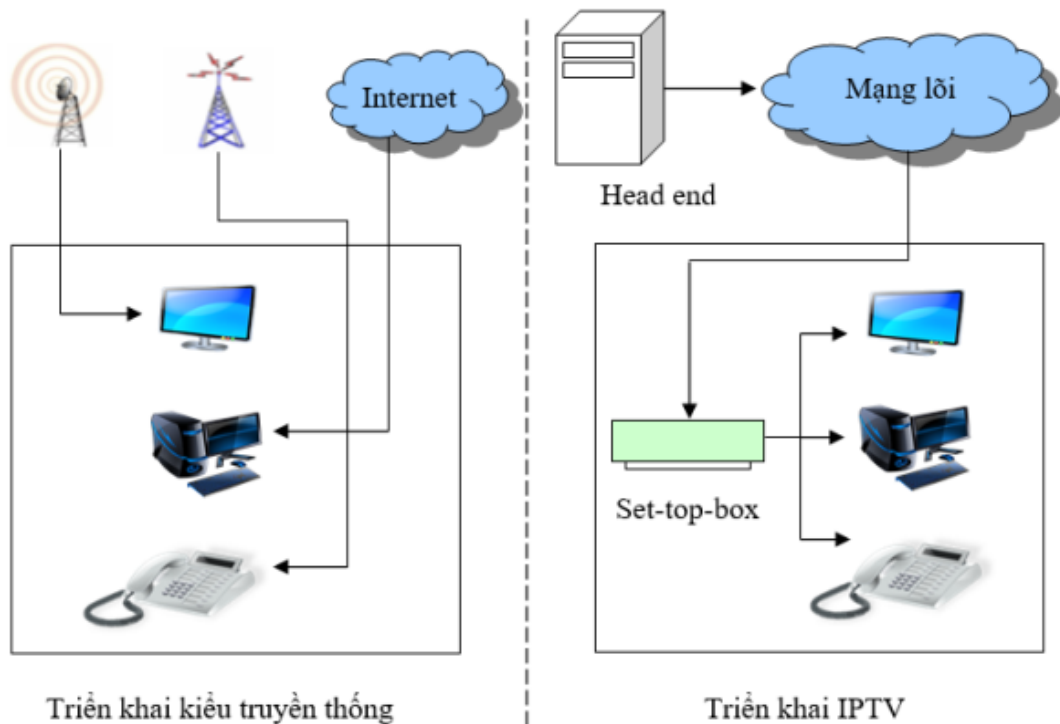 Internet
Mạng lõi
Head end
Set-top-box
Triển khai kiểu truyền thống
Triển khai IPTV